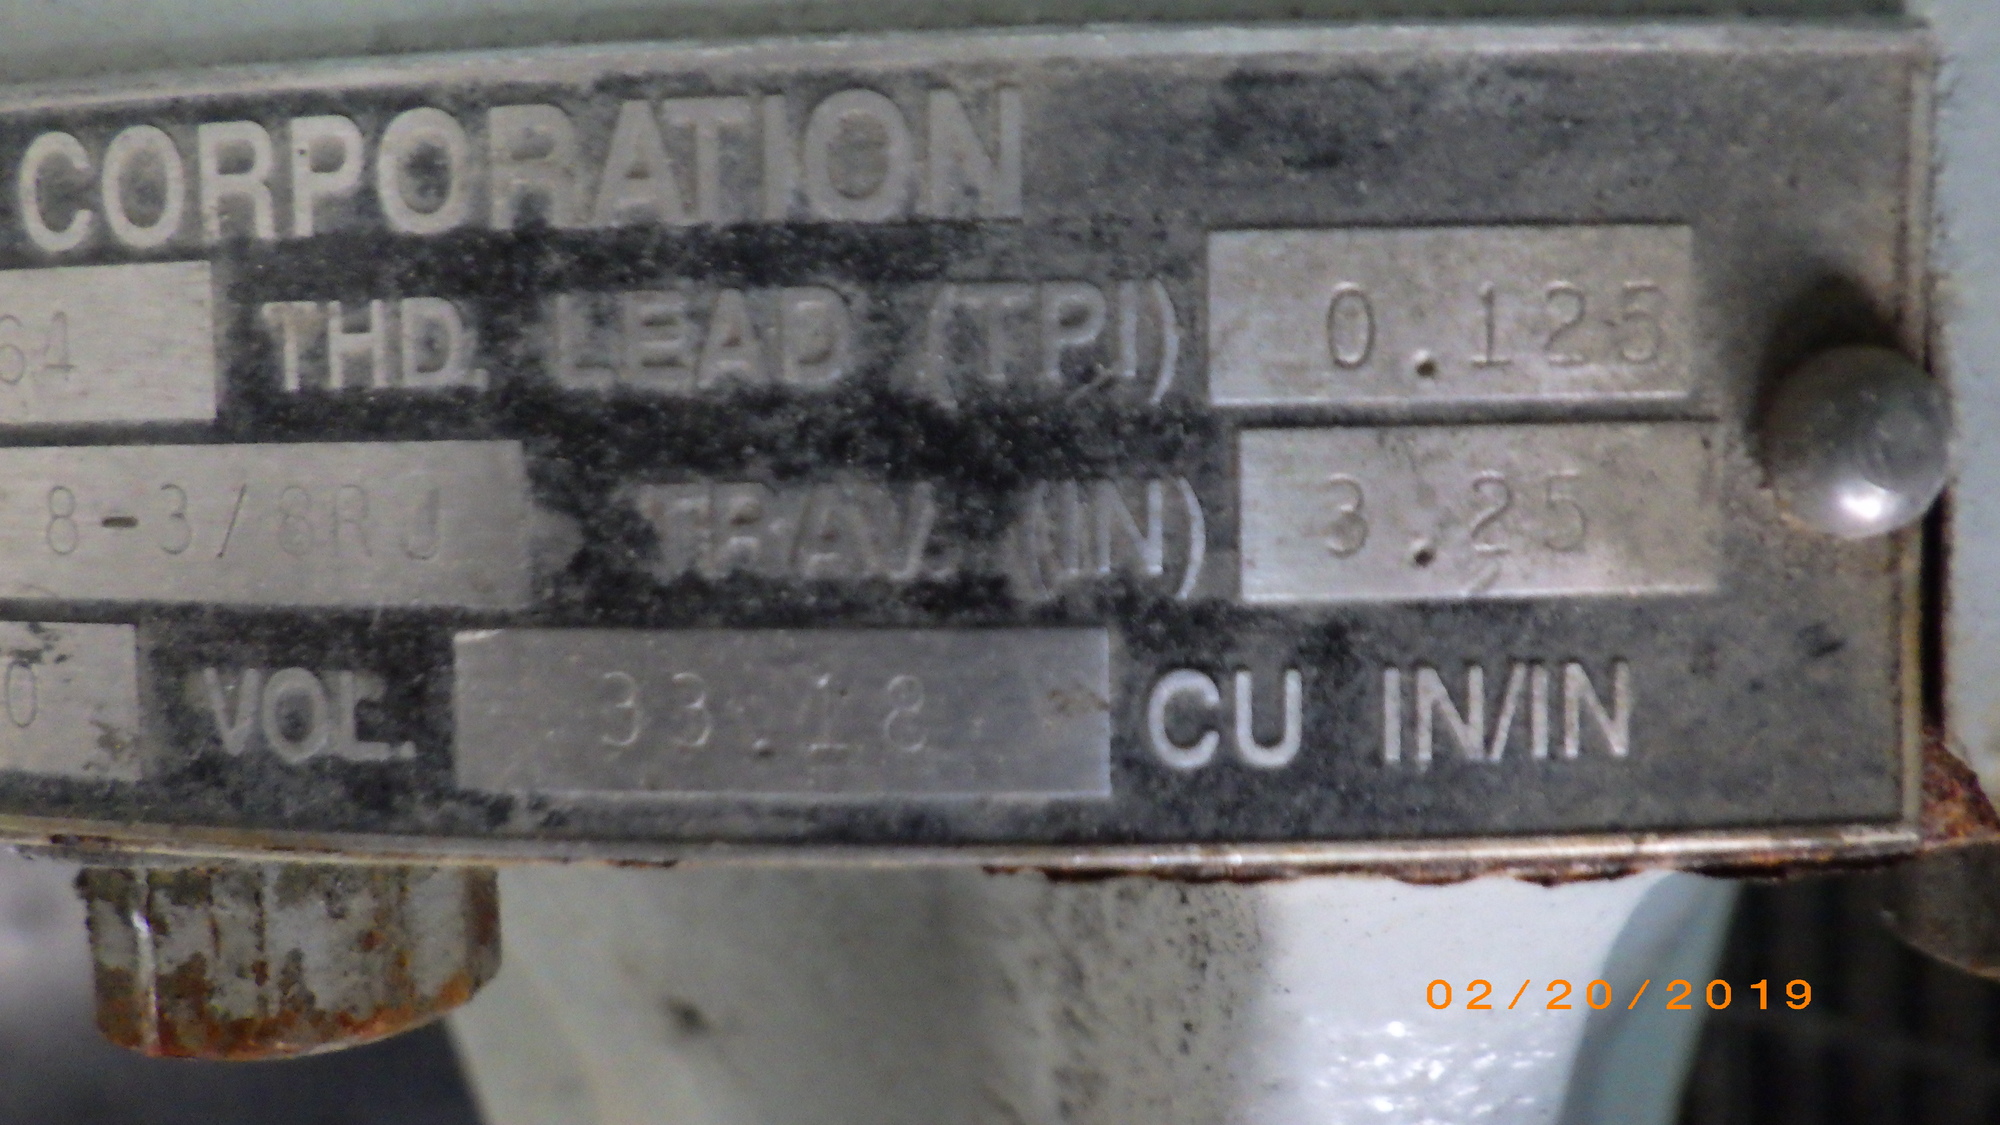 CORPORATION
64 THD. LEAD (TPI) 0.125
8-3/8RJ TRAV. (IN) 3.25
0 VOL. 33.18 CU IN/IN
02/20/2019